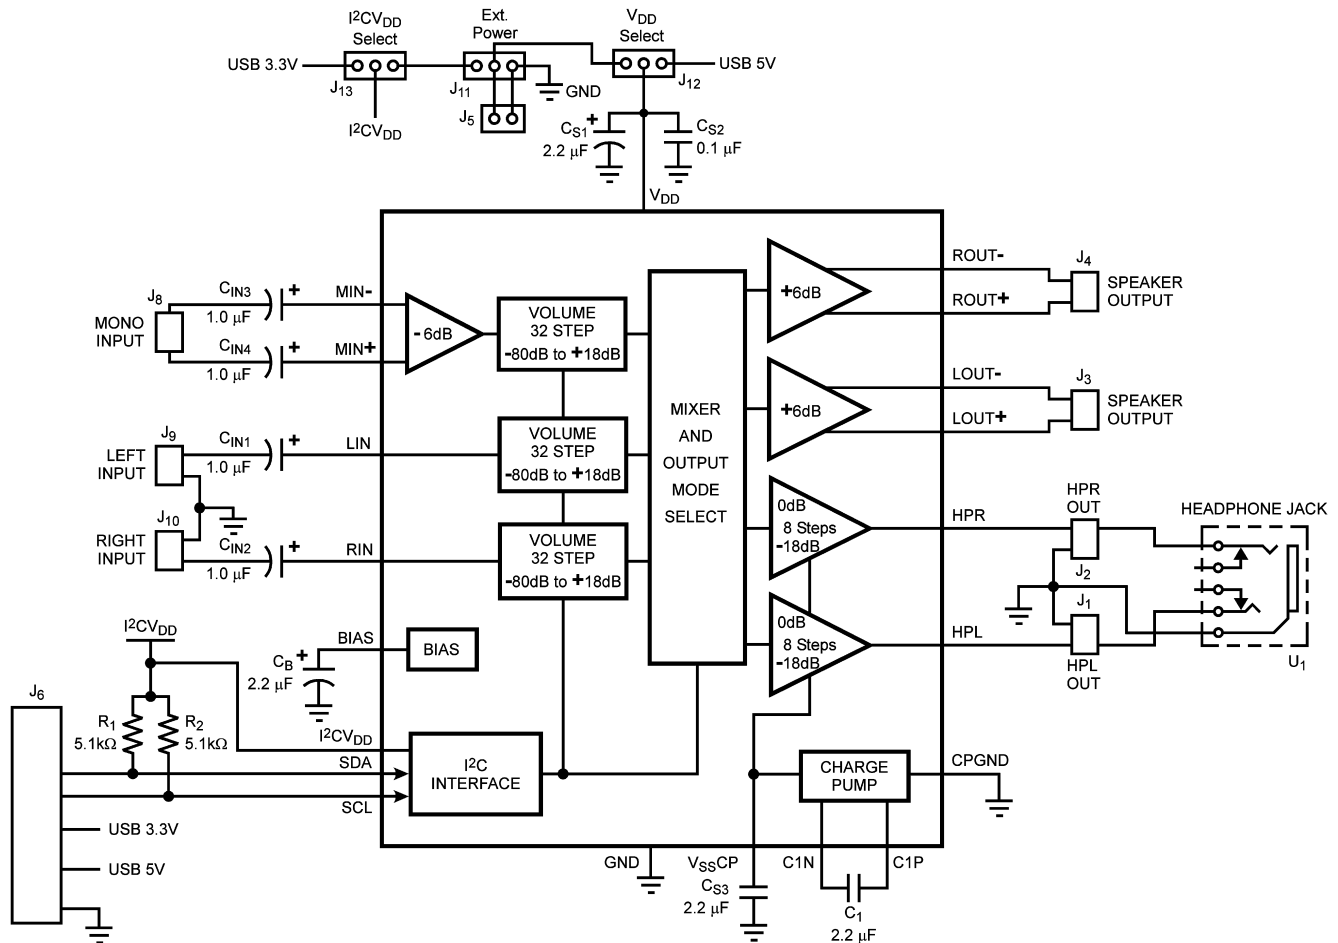 I²CVDD
Select
Ext.
Power
VDD
Select
USB 3.3V
USB 5V
J13
J11
GND
J12
I²CVDD
J5
CS1
+
2.2 µF
CS2
0.1 µF
VDD
J8
MONO
INPUT
CIN3
+
1.0 µF
MIN-
CIN4
+
1.0 µF
MIN+
- 6dB
VOLUME
32 STEP
-80dB to +18dB
J9
LEFT
INPUT
CIN1
+
1.0 µF
LIN
VOLUME
32 STEP
-80dB to +18dB
J10
RIGHT
INPUT
CIN2
+
1.0 µF
RIN
VOLUME
32 STEP
-80dB to +18dB
MIXER
AND
OUTPUT
MODE
SELECT
+6dB
ROUT-
ROUT+
J4
SPEAKER
OUTPUT
+6dB
LOUT-
LOUT+
J3
SPEAKER
OUTPUT
0dB
8 Steps
-18dB
HPR
HPR
OUT
J2
HEADPHONE JACK
0dB
8 Steps
-18dB
HPL
J1
HPL
OUT
U1
I²CVDD
BIAS
CB
+
2.2 µF
BIAS
J6
R1
5.1kΩ
R2
5.1kΩ
I²CVDD
SDA
SCL
I²C
INTERFACE
USB 3.3V
USB 5V
CHARGE
PUMP
CPGND
GND
VSSCP
C1N
C1P
CS3
2.2 µF
C1
2.2 µF